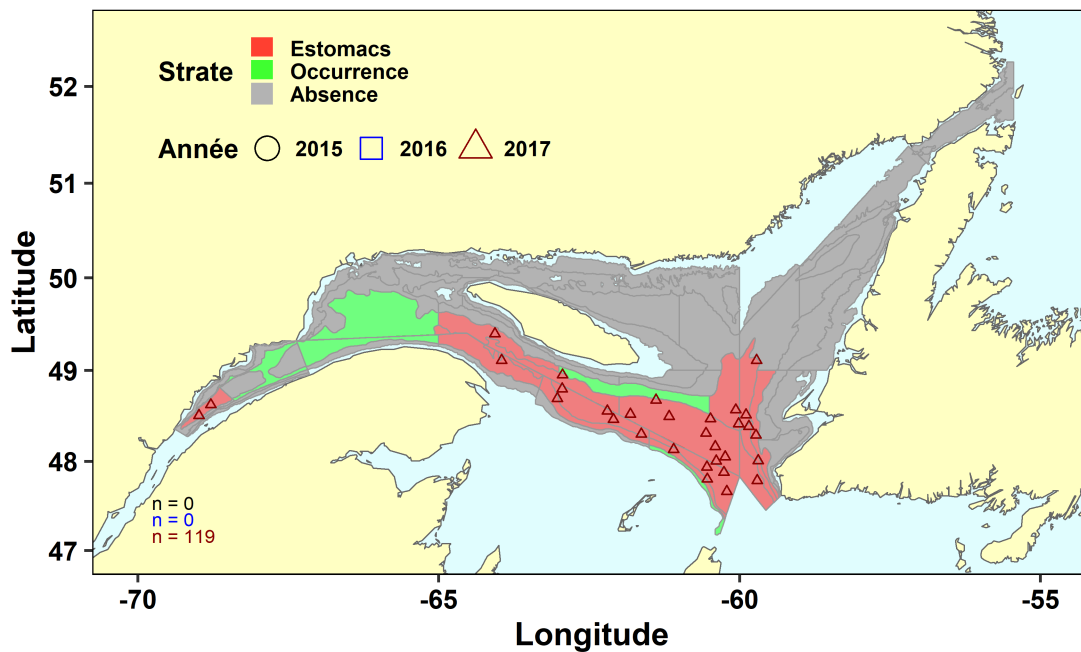 Strate
Estomacs
Occurrence
Absence
Année 2015 2016 2017
Latitude
52
51
50
49
48
47
n = 0
n = 0
n = 119
-70 -65 -60 -55
Longitude